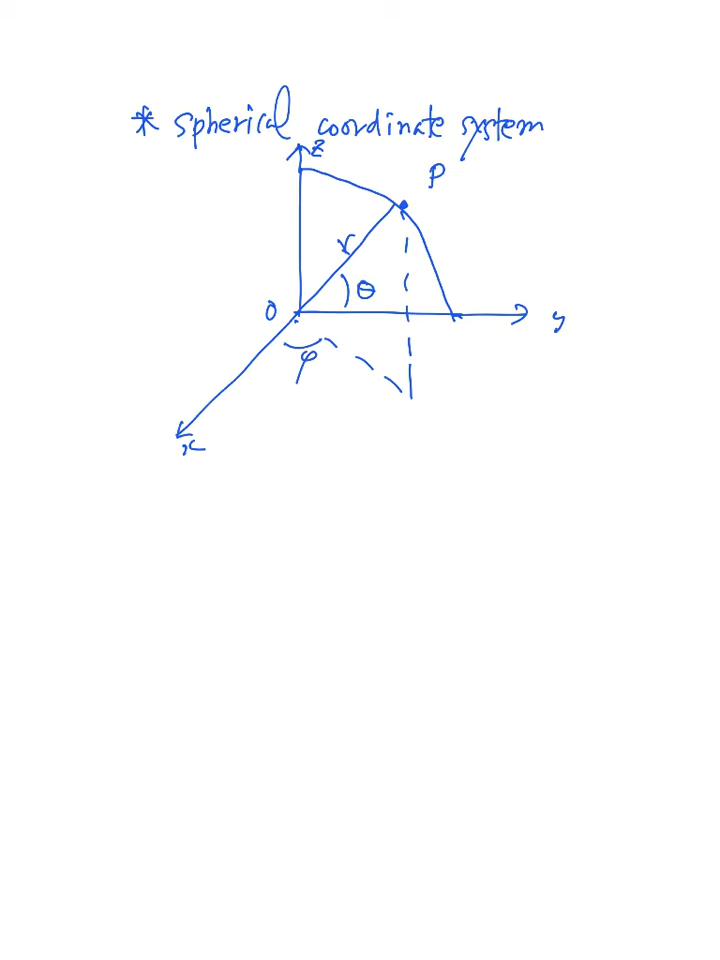 * spherical coordinate system
z
P
r
θ
O
y
φ
x